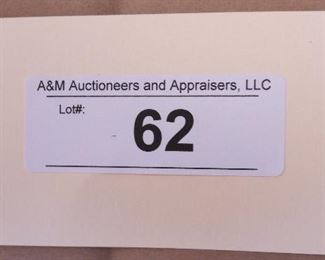 A&M Auctioneers and Appraisers, LLC
Lot#:
62